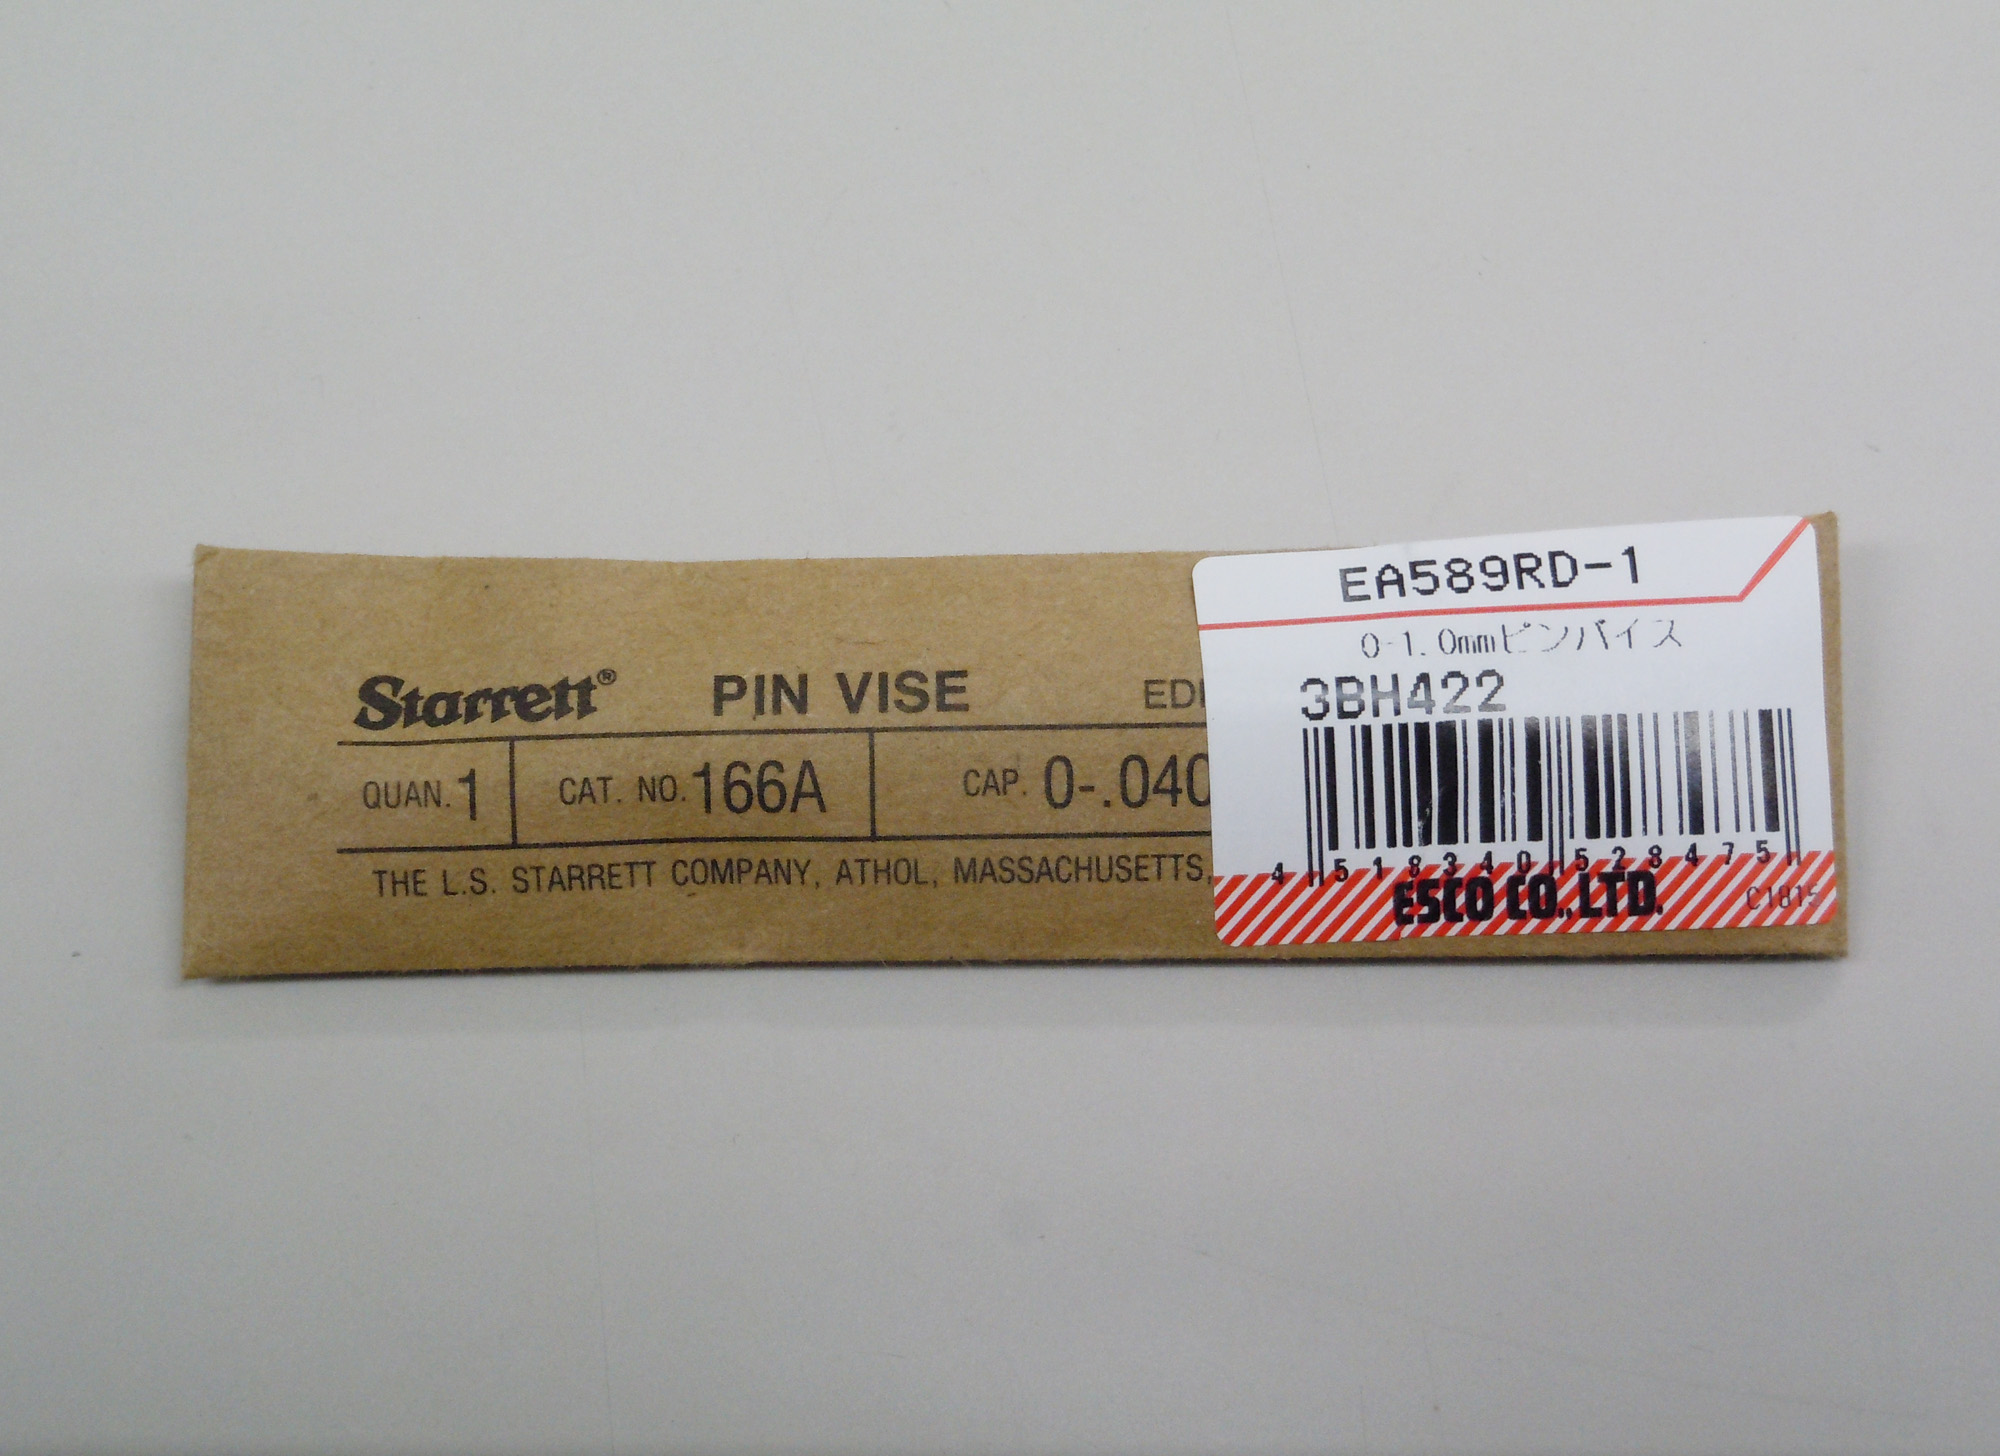 Starrett® PIN VISE EDI
QUAN. 1 CAT. NO. 166A CAP. 0-.040
THE L.S. STARRETT COMPANY, ATHOL, MASSACHUSETTS,
EA589RD-1
0-1.0mmピンバイス
3BH422
4 518340 528475
ESCO CO.,LTD.
C1815